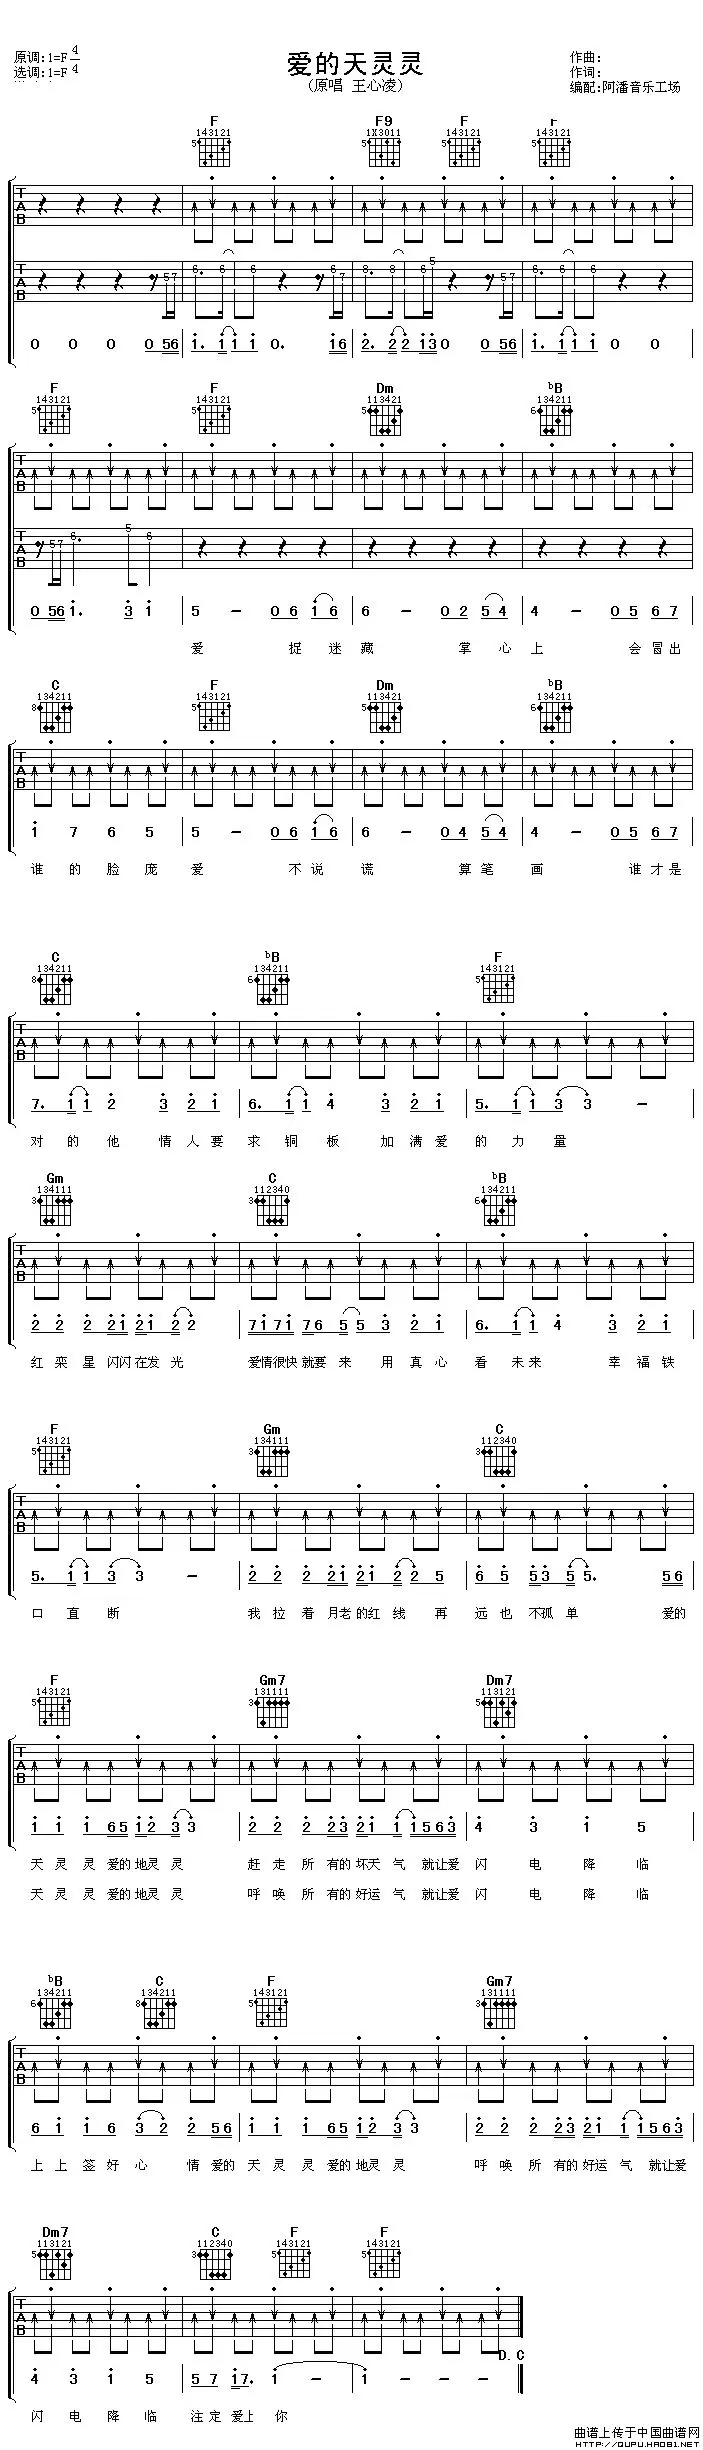 爱的天灵灵
(原唱 王心凌)
原调:1=F 4/4
选调:1=F 4
作曲:
作词:
编配:阿潘音乐工场
F F9 F
143121 1X3011 143121 143121
TAB
TAB
0 0 0 0 56 1. 1 1 1 0. 16 2. 2 2 13 0 0 56 1. 1 1 1 0 0
F F Dm bB
143121 143121 113421 134211
TAB
TAB
0 56 1. 3 1 5 - 0 6 1 6 6 - 0 2 5 4 4 - 0 5 6 7
爱 捉 迷 藏 掌 心 上 会 冒 出
C F Dm bB
134211 143121 113421 134211
TAB
1 7 6 5 5 - 0 6 1 6 6 - 0 4 5 4 4 - 0 5 6 7
谁 的 脸 庞 爱 不 说 谎 算 笔 画 谁 才 是
C bB F
134211 134211 143121
TAB
7. 1 1 2 3 2 1 6. 1 1 4 3 2 1 5. 1 1 3 3 -
对 的 他 情 人 要 求 铜 板 加 满 爱 的 力 量
Gm C bB
134111 112340 134211
TAB
2 2 2 21 21 2 2 7171 76 5 5 3 2 6. 1 1 4 3 2 1
红 栾 星 闪闪 在发 光 爱情很快 就要 来 用 真 心 看 未 来 幸 福 铁
F Gm C
143121 134111 112340
TAB
5. 1 1 3 3 - 2 2 2 21 21 2 2 5 6 5 53 5 5. 56
口 直 断 我 拉 着 月老 的红 线 再 远 也 不孤 单 爱的
F Gm7 Dm7
143121 131111 113121
TAB
1 1 1 65 12 3 3 2 2 2 23 21 1 1563 4 3 1 5
天 灵 灵 爱的 地灵 灵 赶 走 所 有的 坏天 气 就让爱 闪 电 降 临
天 灵 灵 爱的 地灵 灵 呼 唤 所 有的 好运 气 就让爱 闪 电 降 临
bB C F Gm7
134211 134211 143121 131111
TAB
6 1 1 6 3 2 2 56 1 1 1 65 12 3 3 2 2 2 23 21 1 1563
上 上 签 好 心 情 爱的 天 灵 灵 爱的 地灵 灵 呼 唤 所 有的 好运 气 就让爱
Dm7 C F F
113121 112340 143121 143121
TAB
D.C
4 3 1 5 5 7 17. 1 - - 1 - - -
闪 电 降 临 注 定 爱上 你
曲谱上传于中国曲谱网
HTTP://QUPU.HAO81.NET